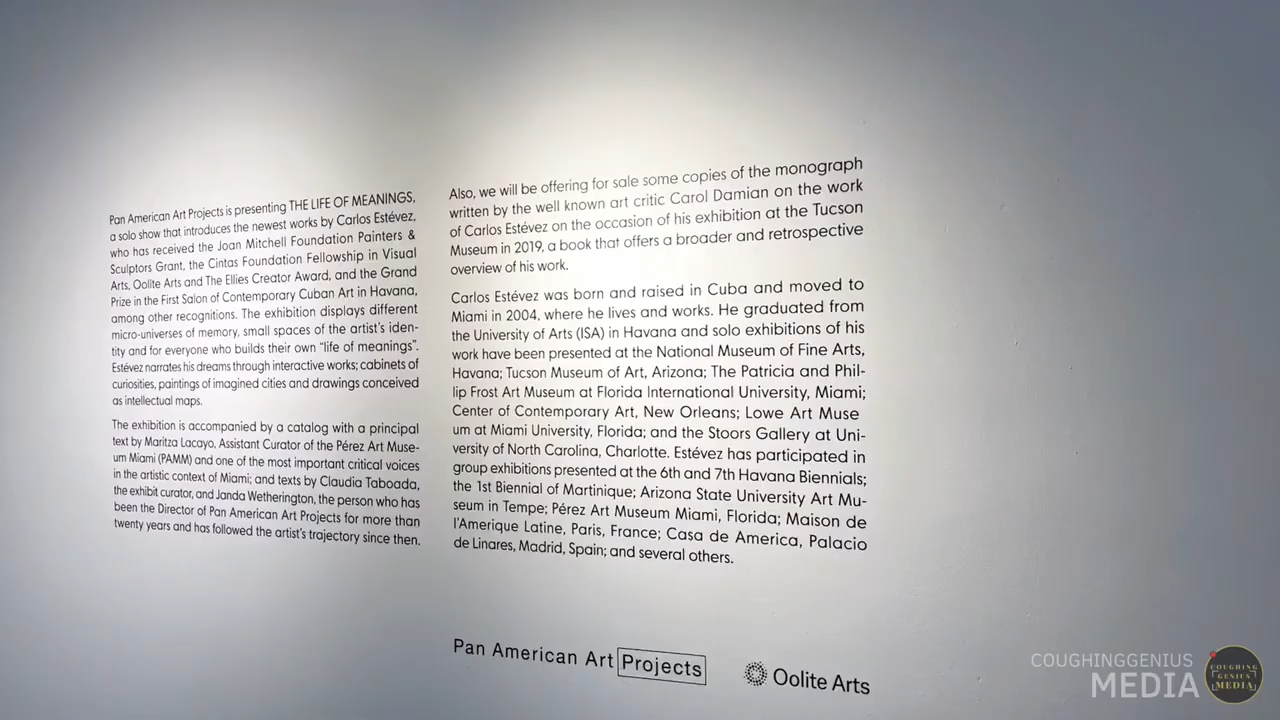 Pan American Art Projects is presenting THE LIFE OF MEANINGS,
a solo show that introduces the newest works by Carlos Estévez,
who has received the Joan Mitchell Foundation Painters &
Sculptors Grant, the Cintas Foundation Fellowship in Visual
Arts, Oolite Arts and The Ellies Creator Award, and the Grand
Prize in the First Salon of Contemporary Cuban Art in Havana,
among other recognitions. The exhibition displays different
micro-universes of memory, small spaces of the artist's iden-
tity and for everyone who builds their own "life of meanings".
Estévez narrates his dreams through interactive works; cabinets of
curiosities, paintings of imagined cities and drawings conceived
as intellectual maps.
The exhibition is accompanied by a catalog with a principal
text by Maritza Lacayo, Assistant Curator of the Pérez Art Muse-
um Miami (PAMM) and one of the most important critical voices
in the artistic context of Miami; and texts by Claudia Taboada,
the exhibit curator, and Janda Wetherington, the person who has
been the Director of Pan American Art Projects for more than
twenty years and has followed the artist's trajectory since then.
Also, we will be offering for sale some copies of the monograph
written by the well known art critic Carol Damian on the work
of Carlos Estévez on the occasion of his exhibition at the Tucson
Museum in 2019, a book that offers a broader and retrospective
overview of his work.
Carlos Estévez was born and raised in Cuba and moved to
Miami in 2004, where he lives and works. He graduated from
the University of Arts (ISA) in Havana and solo exhibitions of his
work have been presented at the National Museum of Fine Arts,
Havana; Tucson Museum of Art, Arizona; The Patricia and Phil-
lip Frost Art Museum at Florida International University, Miami;
Center of Contemporary Art, New Orleans; Lowe Art Muse
um at Miami University, Florida; and the Stoors Gallery at Uni-
versity of North Carolina, Charlotte. Estévez has participated in
group exhibitions presented at the 6th and 7th Havana Biennials;
the 1st Biennial of Martinique; Arizona State University Art Mu-
seum in Tempe; Pérez Art Museum Miami, Florida; Maison de
l'Amerique Latine, Paris, France; Casa de America, Palacio
de Linares, Madrid, Spain; and several others.
Pan American Art Projects
Oolite Arts
COUGHINGGENIUS
MEDIA
COUGHING
GENIUS
MEDIA